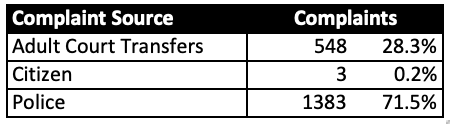 Complaint Source Complaints
Adult Court Transfers 548 28.3%
Citizen 3 0.2%
Police 1383 71.5%